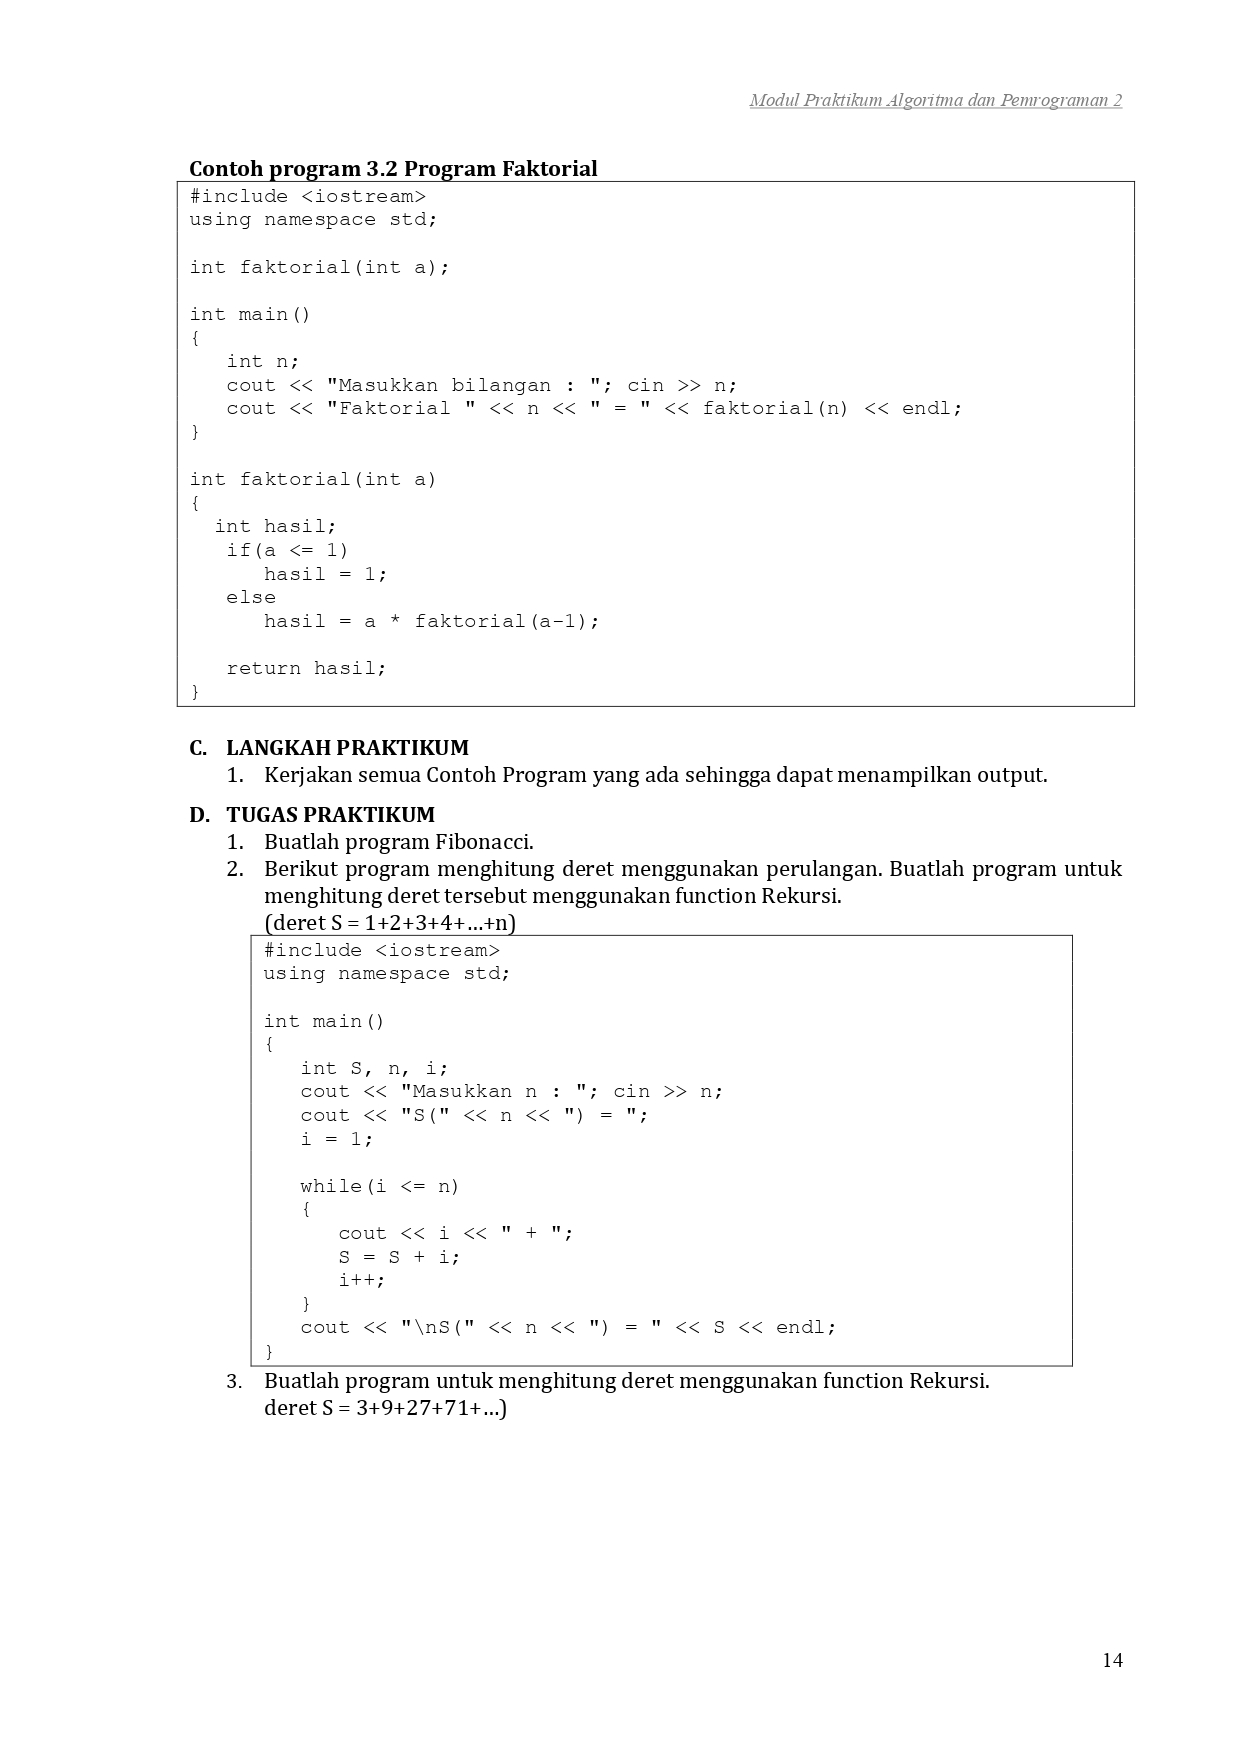 Modul Praktikum Algoritma dan Pemrograman 2
Contoh program 3.2 Program Faktorial
#include <iostream>
using namespace std;
int faktorial(int a);
int main()
{
int n;
cout << "Masukkan bilangan : "; cin >> n;
cout << "Faktorial " << n << " = " << faktorial(n) << endl;
}
int faktorial(int a)
{
int hasil;
if(a <= 1)
hasil = 1;
else
hasil = a * faktorial(a-1);
return hasil;
}
C. LANGKAH PRAKTIKUM
1. Kerjakan semua Contoh Program yang ada sehingga dapat menampilkan output.
D. TUGAS PRAKTIKUM
1. Buatlah program Fibonacci.
2. Berikut program menghitung deret menggunakan perulangan. Buatlah program untuk
menghitung deret tersebut menggunakan function Rekursi.
(deret S = 1+2+3+4+...+n)
#include <iostream>
using namespace std;
int main()
{
int S, n, i;
cout << "Masukkan n : "; cin >> n;
cout << "S(" << n << ") = ";
i = 1;
while(i <= n)
{
cout << i << " + ";
S = S + i;
i++;
}
cout << "\nS(" << n << ") = " << S << endl;
}
3. Buatlah program untuk menghitung deret menggunakan function Rekursi.
deret S = 3+9+27+71+...)
14